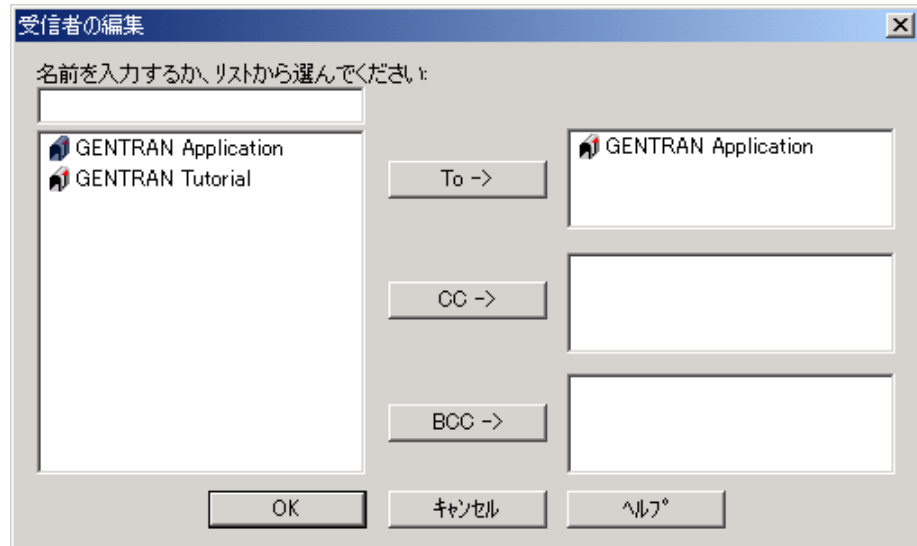 受信者の編集
名前を入力するか、ﾘｽﾄから選んでください:
GENTRAN Application
GENTRAN Tutorial
To ->
GENTRAN Application
CC ->
BCC ->
OK
ｷｬﾝｾﾙ
ﾍﾙﾌﾟ